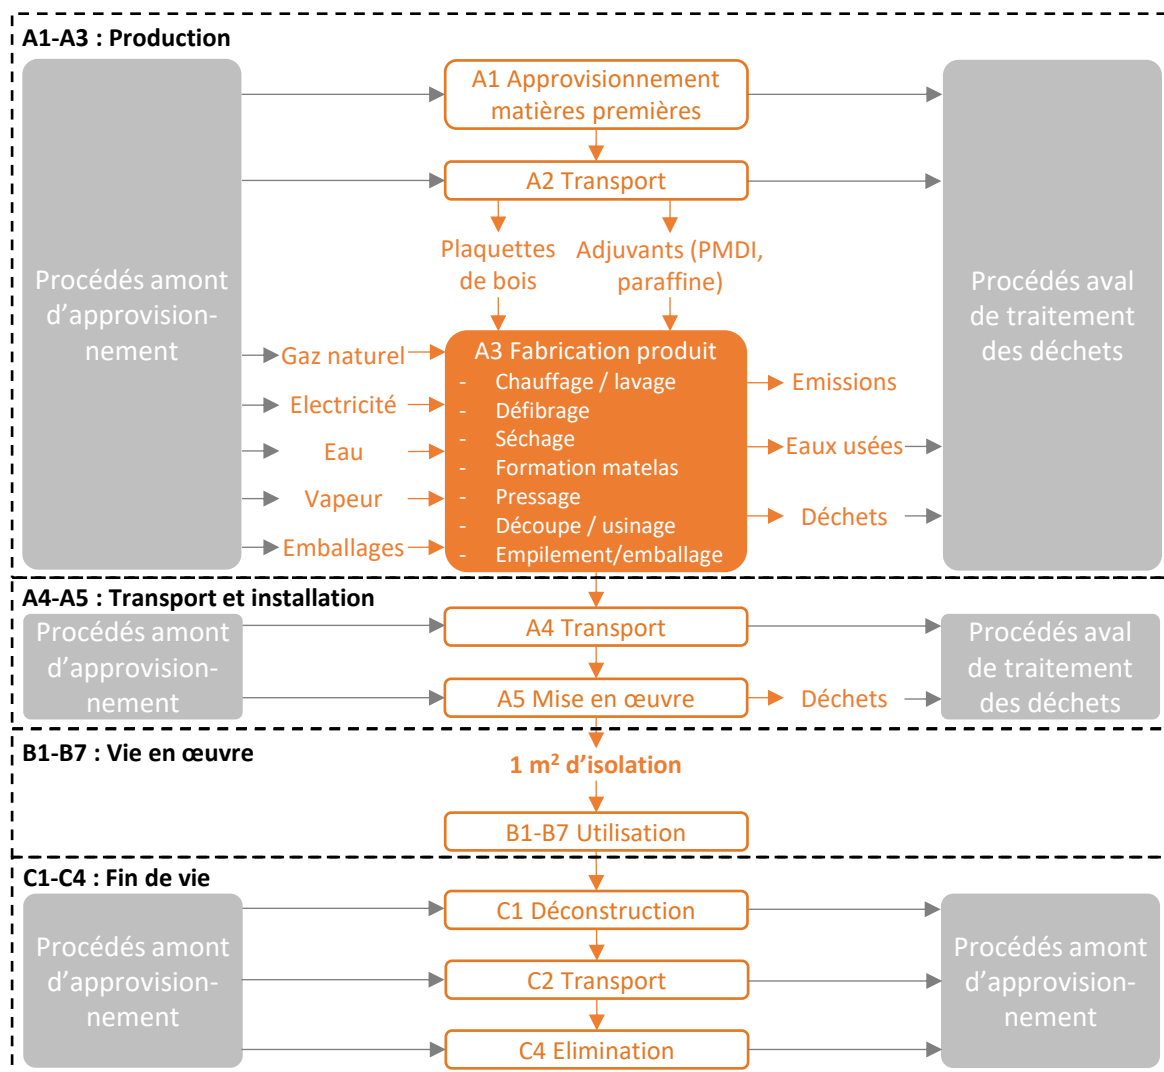 A1-A3 : Production
A1 Approvisionnement
matières premières
A2 Transport
Plaquettes
de bois
Adjuvants (PMDI,
paraffine)
Procédés amont
d'approvision-
nement
Procédés aval
de traitement
des déchets
Gaz naturel
Electricité
Eau
Vapeur
Emballages
A3 Fabrication produit
- Chauffage / lavage
- Défibrage
- Séchage
- Formation matelas
- Pressage
- Découpe / usinage
- Empilement/emballage
Emissions
Eaux usées
Déchets
A4-A5 : Transport et installation
Procédés amont
d'approvision-
nement
A4 Transport
A5 Mise en œuvre
Déchets
Procédés aval
de traitement
des déchets
B1-B7 : Vie en œuvre
1 m² d'isolation
B1-B7 Utilisation
C1-C4 : Fin de vie
Procédés amont
d'approvision-
nement
C1 Déconstruction
C2 Transport
C4 Elimination
Procédés amont
d'approvision-
nement